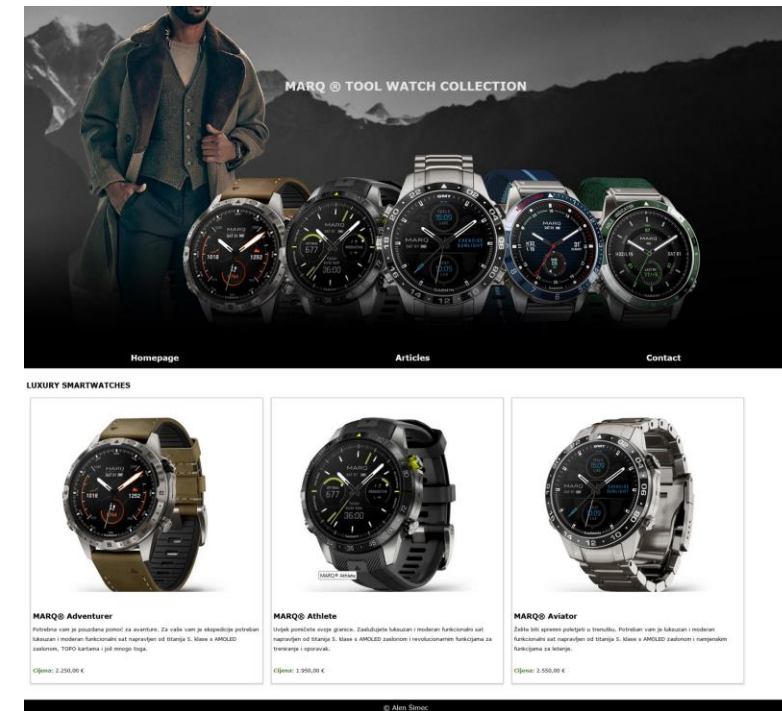 MARQ ® TOOL WATCH COLLECTION
Homepage Articles Contact
LUXURY SMARTWATCHES
MARQ® Athlete
MARQ® Adventurer
Potrebna vam je pouzdana pomoć za avanture. Za vaše vam je ekspedicije potreban
luksuzan i moderan funkcionalni sat napravljen od titanija 5. klase s AMOLED
zaslonom, TOPO kartama i još mnogo toga.
Cijena: 2.250,00 €
MARQ® Athlete
Uvijek pomičete svoje granice. Zaslužujete luksuzan i moderan funkcionalni sat
napravljen od titanija 5. klase s AMOLED zaslonom i revolucionarnim funkcijama za
treniranje i oporavak.
Cijena: 1.950,00 €
MARQ® Aviator
Želite biti spremni poletjeti u trenutku. Potreban vam je luksuzan i moderan
funkcionalni sat napravljen od titanija 5. klase s AMOLED zaslonom i namjenskim
funkcijama za letenje.
Cijena: 2.550,00 €
© Alen Šimec